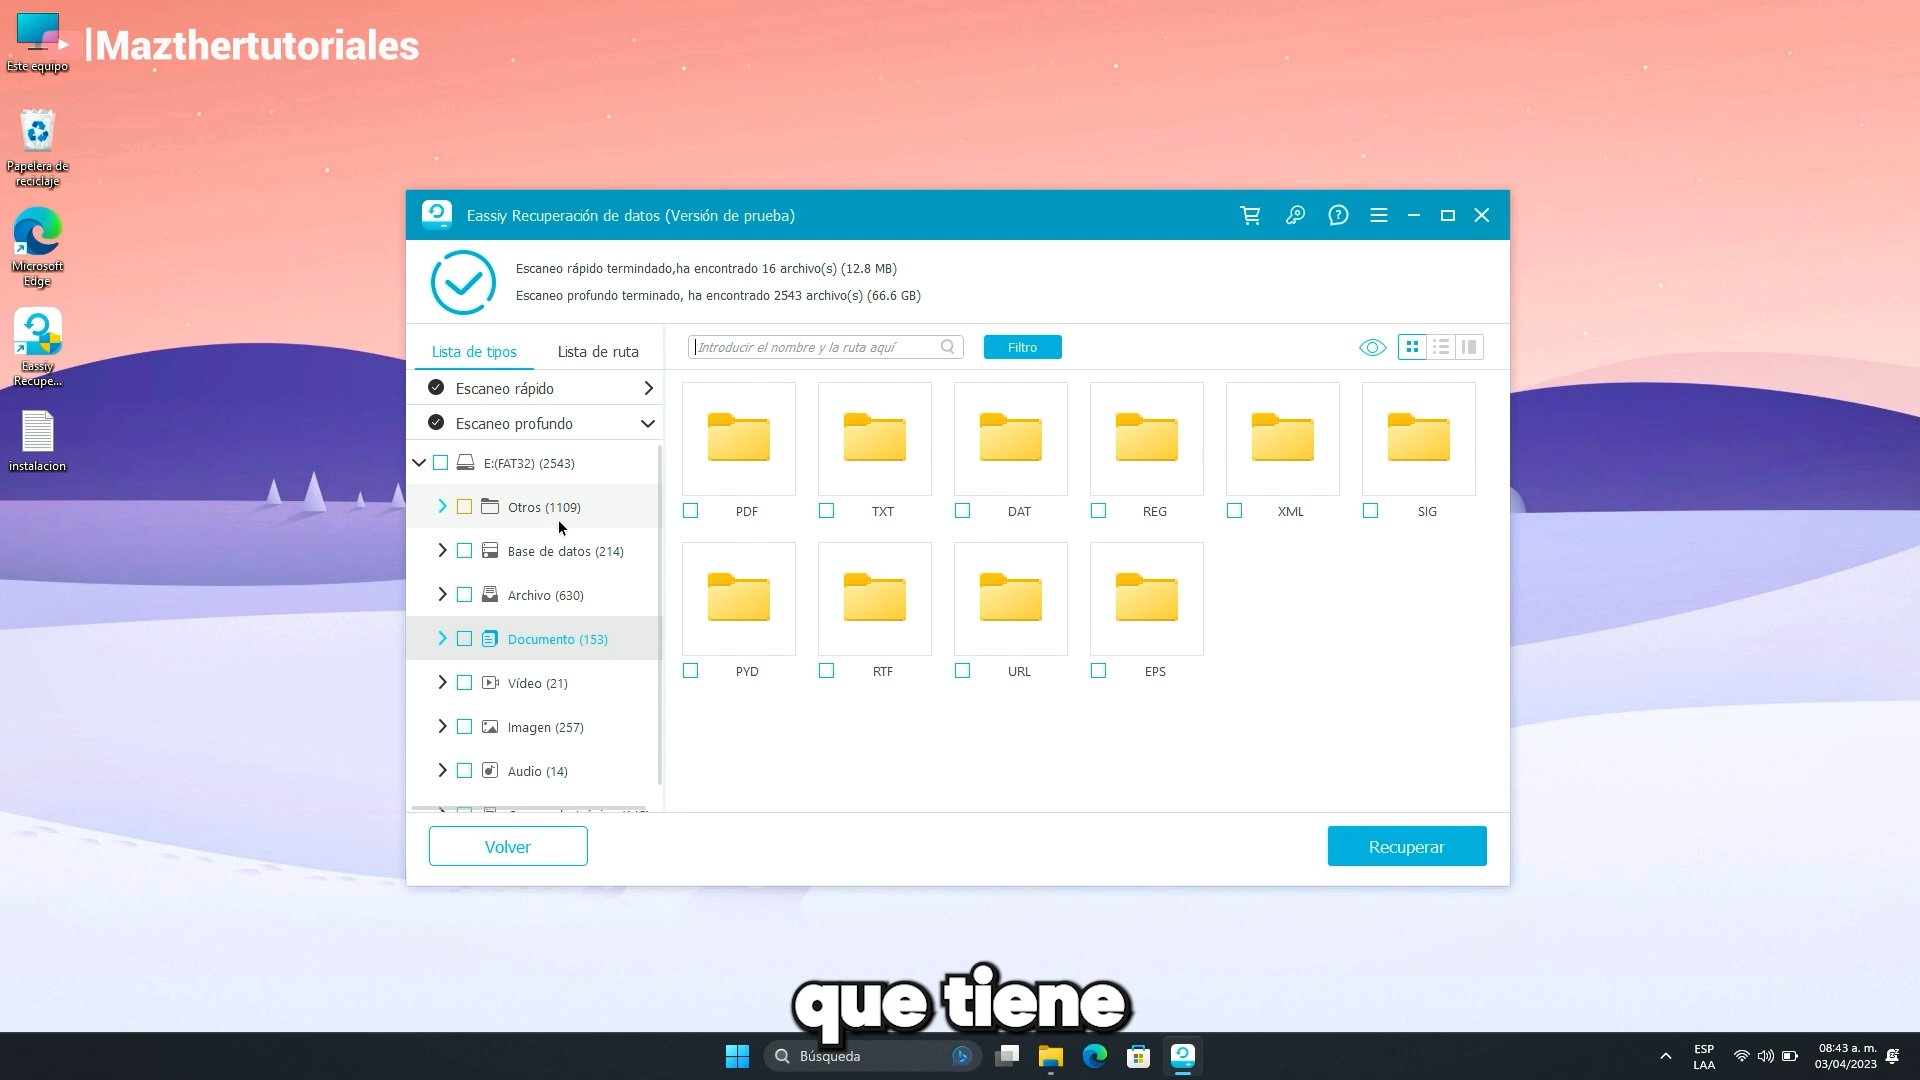 |Mazthertutoriales
Este equipo
Papelera de
reciclaje
Microsoft
Edge
Eassiy
Recupe...
instalacion
Eassiy Recuperación de datos (Versión de prueba)
Escaneo rápido termindado,ha encontrado 16 archivo(s) (12.8 MB)
Escaneo profundo terminado, ha encontrado 2543 archivo(s) (66.6 GB)
Lista de tipos
Lista de ruta
Introducir el nombre y la ruta aquí
Filtro
Escaneo rápido
Escaneo profundo
E:(FAT32) (2543)
Otros (1109)
Base de datos (214)
Archivo (630)
Documento (153)
Vídeo (21)
Imagen (257)
Audio (14)
PDF
TXT
DAT
REG
XML
SIG
PYD
RTF
URL
EPS
Volver
Recuperar
que tiene
Búsqueda
ESP
LAA
08:43 a. m.
03/04/2023